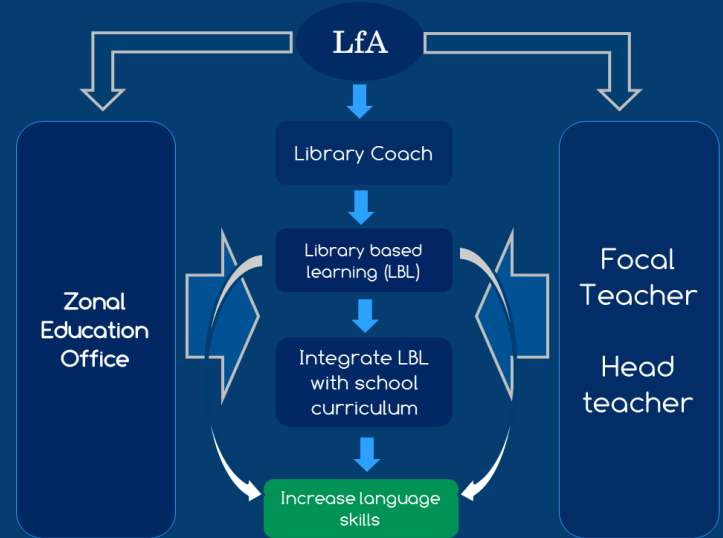 LfA
Library Coach
Library based
learning (LBL)
Integrate LBL
with school
curriculum
Increase language
skills
Zonal
Education
Office
Focal
Teacher
Head
teacher